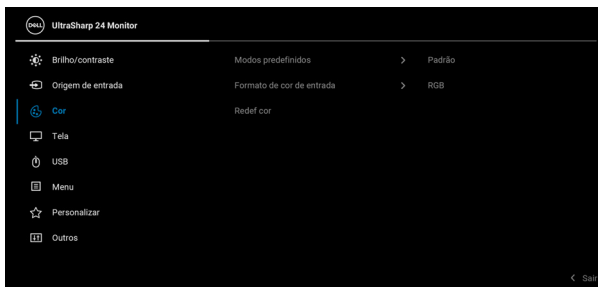 DELL UltraSharp 24 Monitor
Brilho/contraste Modos predefinidos > Padrão
Origem de entrada Formato de cor de entrada > RGB
Cor Redef cor
Tela
USB
Menu
Personalizar
Outros
< Sair